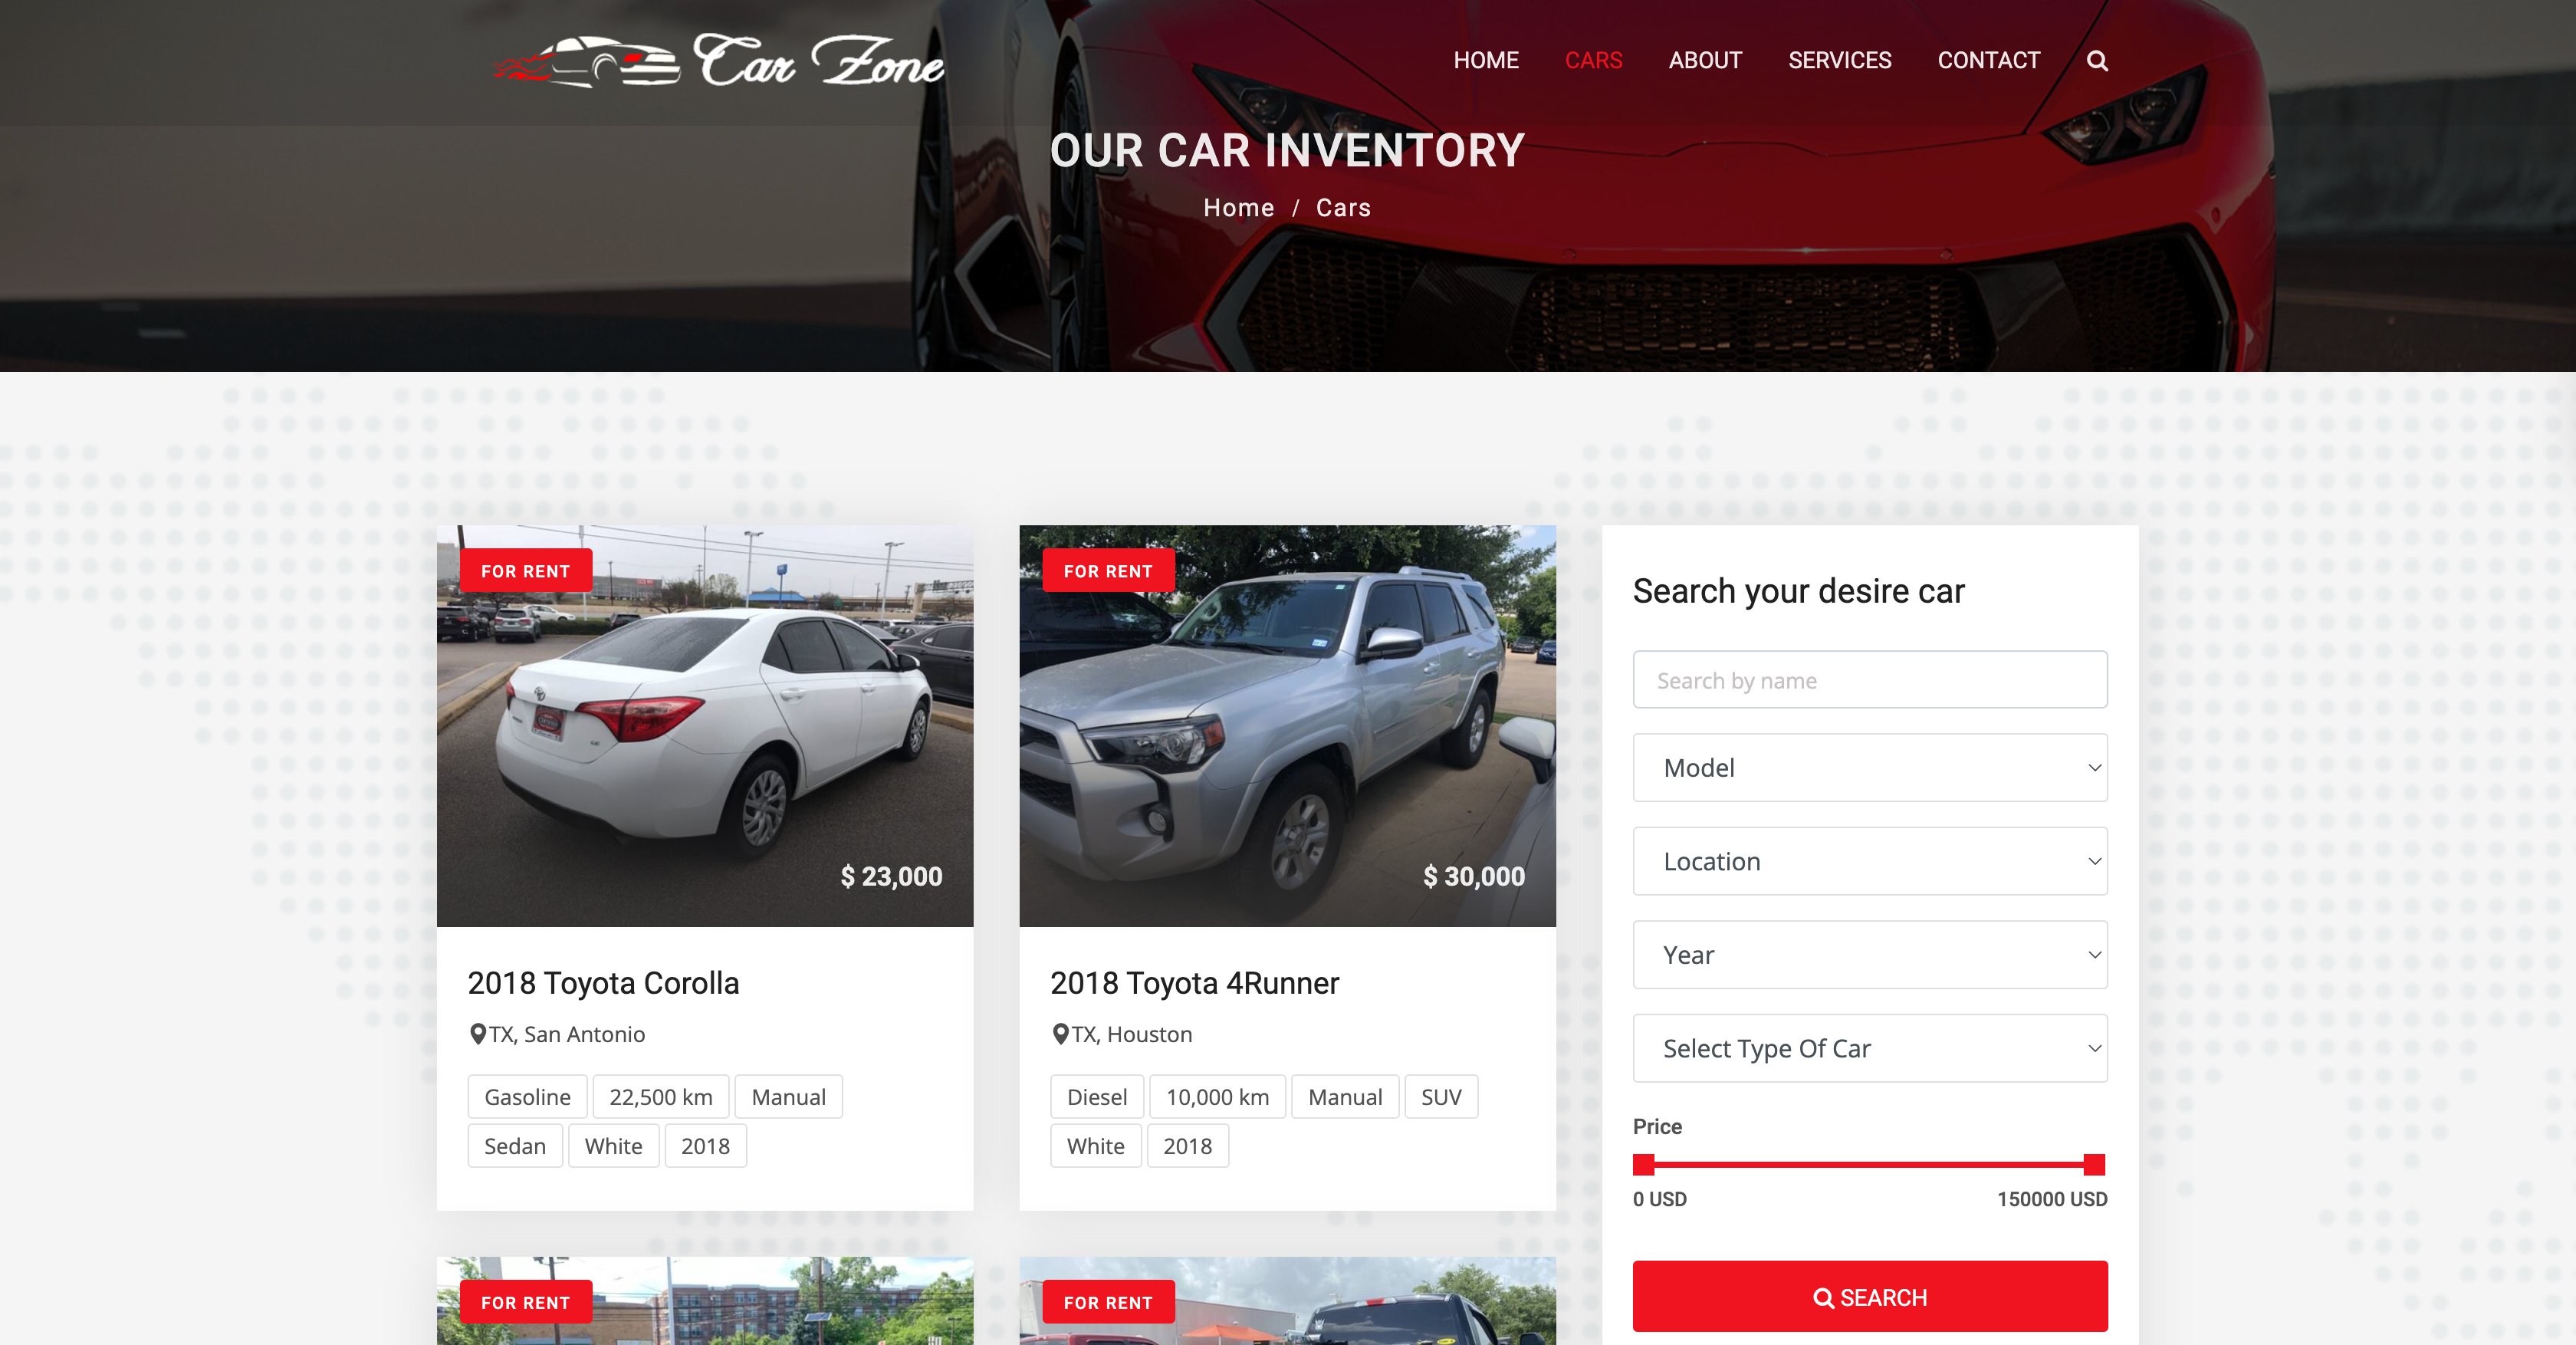 Car Zone
HOME CARS ABOUT SERVICES CONTACT
OUR CAR INVENTORY
Home / Cars
FOR RENT
$ 23,000
2018 Toyota Corolla
TX, San Antonio
Gasoline 22,500 km Manual
Sedan White 2018
FOR RENT
$ 30,000
2018 Toyota 4Runner
TX, Houston
Diesel 10,000 km Manual SUV
White 2018
Search your desire car
Search by name
Model
Location
Year
Select Type Of Car
Price
0 USD 150000 USD
SEARCH
FOR RENT
FOR RENT